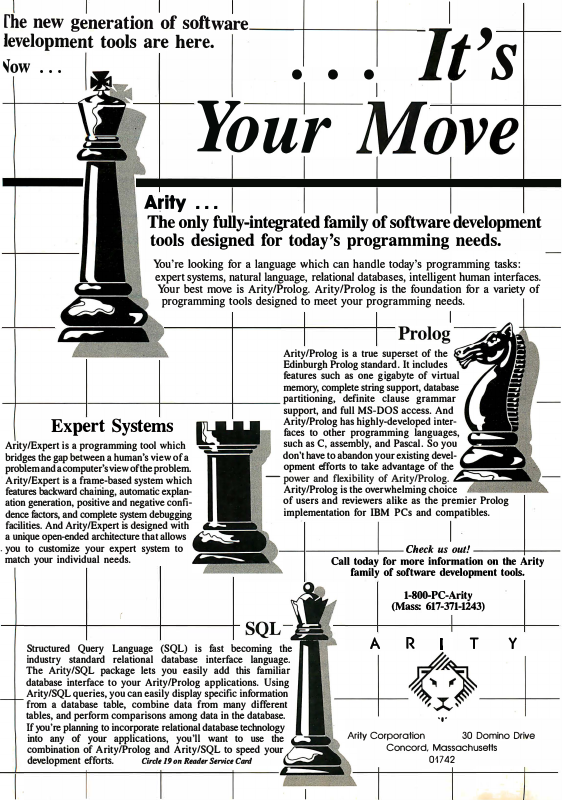 The new generation of software
development tools are here.
Now . . .
. . . It's
Your Move
Arity . . .
The only fully-integrated family of software development
tools designed for today's programming needs.
You're looking for a language which can handle today's programming tasks:
expert systems, natural language, relational databases, intelligent human interfaces.
Your best move is Arity/Prolog. Arity/Prolog is the foundation for a variety of
programming tools designed to meet your programming needs.
Prolog
Arity/Prolog is a true superset of the
Edinburgh Prolog standard. It includes
features such as one gigabyte of virtual
memory, complete string support, database
partitioning, definite clause grammar
support, and full MS-DOS access. And
Arity/Prolog has highly-developed inter-
faces to other programming languages,
such as C, assembly, and Pascal. So you
don't have to abandon your existing devel-
opment efforts to take advantage of the
power and flexibility of Arity/Prolog.
Arity/Prolog is the overwhelming choice
of users and reviewers alike as the premier Prolog
implementation for IBM PCs and compatibles.
Expert Systems
Arity/Expert is a programming tool which
bridges the gap between a human's view of a
problem and a computer's view of the problem.
Arity/Expert is a frame-based system which
features backward chaining, automatic explan-
ation generation, positive and negative confi-
dence factors, and complete system debugging
facilities. And Arity/Expert is designed with
a unique open-ended architecture that allows
you to customize your expert system to
match your individual needs.
SQL
Structured Query Language (SQL) is fast becoming the
industry standard relational database interface language.
The Arity/SQL package lets you easily add this familiar
database interface to your Arity/Prolog applications. Using
Arity/SQL queries, you can easily display specific information
from a database table, combine data from many different
tables, and perform comparisons among data in the database.
If you're planning to incorporate relational database technology
into any of your applications, you'll want to use the
combination of Arity/Prolog and Arity/SQL to speed your
development efforts. Circle 19 on Reader Service Card
Check us out!
Call today for more information on the Arity
family of software development tools.
1-800-PC-Arity
(Mass: 617-371-1243)
A R I T Y
Arity Corporation 30 Domino Drive
Concord, Massachusetts
01742